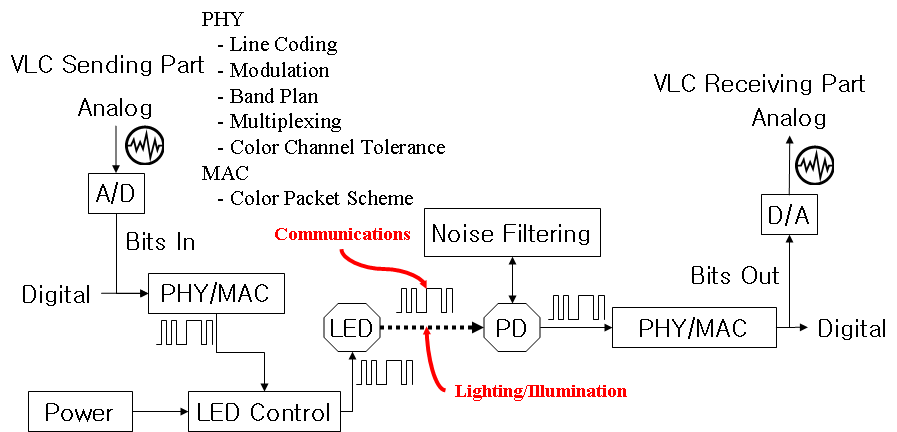 PHY
- Line Coding
VLC Sending Part
- Modulation
VLC Receiving Part
- Band Plan
Analog
- Multiplexing
Analog
- Color Channel Tolerance
MAC
A/D
- Color Packet Scheme
D/A
Communications
Noise Filtering
Bits In
Bits Out
Digital
PHY/MAC
LED
PD
PHY/MAC
Digital
Lighting/Illumination
Power
LED Control